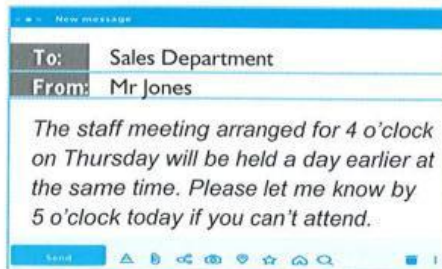 New message
To: Sales Department
From: Mr Jones
The staff meeting arranged for 4 o'clock
on Thursday will be held a day earlier at
the same time. Please let me know by
5 o'clock today if you can't attend.
Send